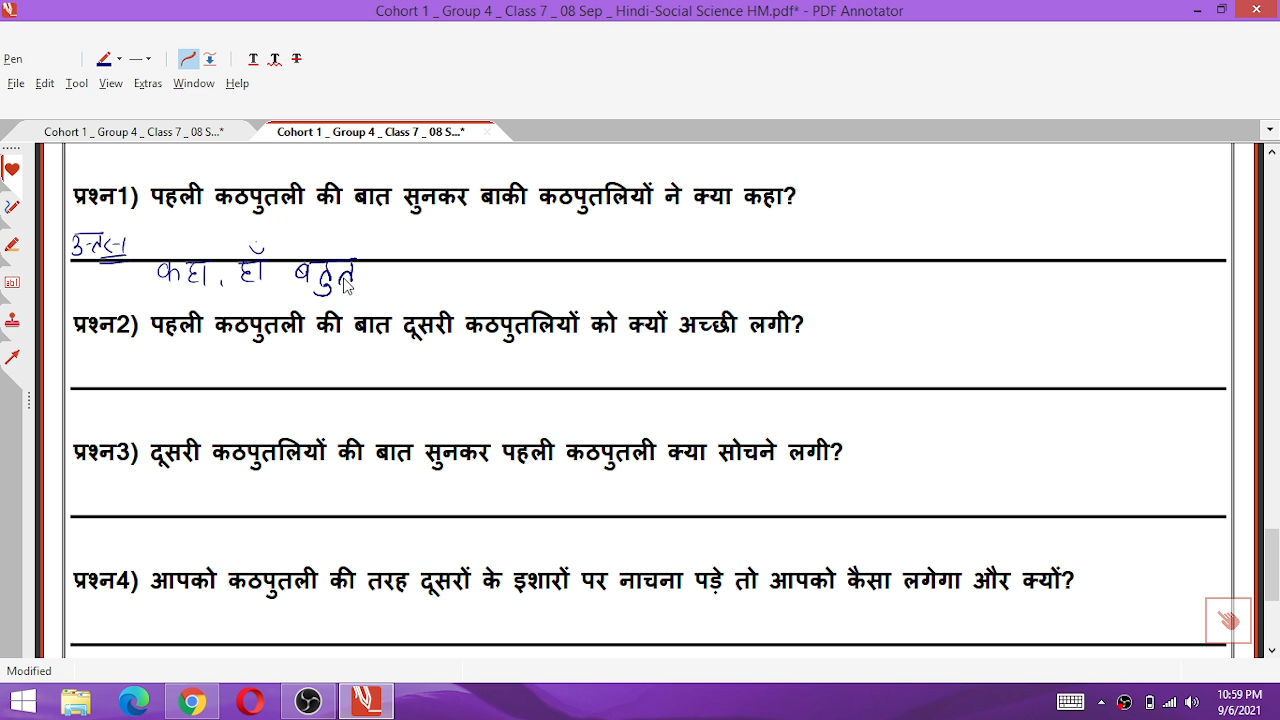 Cohort 1 _ Group 4 _ Class 7 _ 08 Sep _ Hindi-Social Science HM.pdf* - PDF Annotator
Pen
File Edit Tool View Extras Window Help
Cohort 1 _ Group 4 _ Class 7 _ 08 S...* Cohort 1 _ Group 4 _ Class 7 _ 08 S...*
प्रश्न1) पहली कठपुतली की बात सुनकर बाकी कठपुतलियों ने क्या कहा?
कहा, हाँ बहुत
प्रश्न2) पहली कठपुतली की बात दूसरी कठपुतलियों को क्यों अच्छी लगी?
प्रश्न3) दूसरी कठपुतलियों की बात सुनकर पहली कठपुतली क्या सोचने लगी?
प्रश्न4) आपको कठपुतली की तरह दूसरों के इशारों पर नाचना पड़े तो आपको कैसा लगेगा और क्यों?
Modified
10:59 PM
9/6/2021